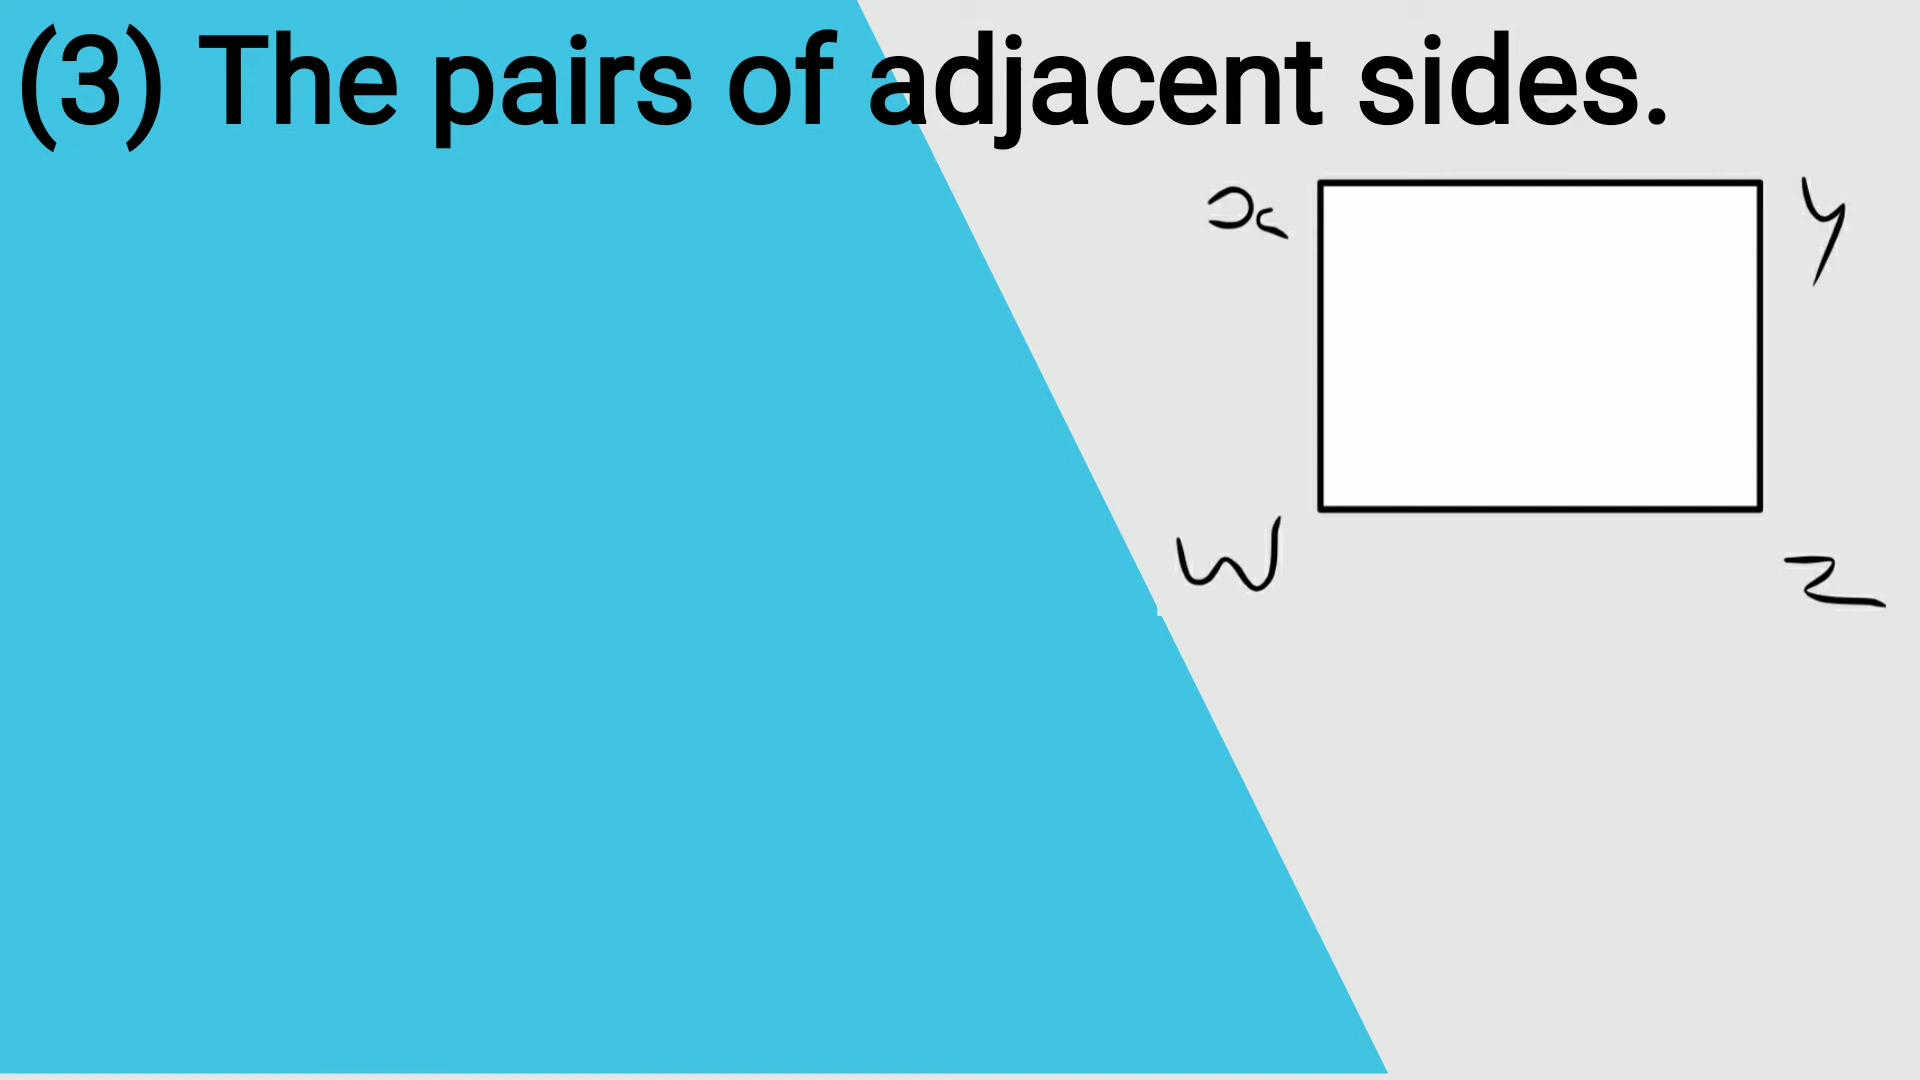 (3) The pairs of adjacent sides.
x y
W z